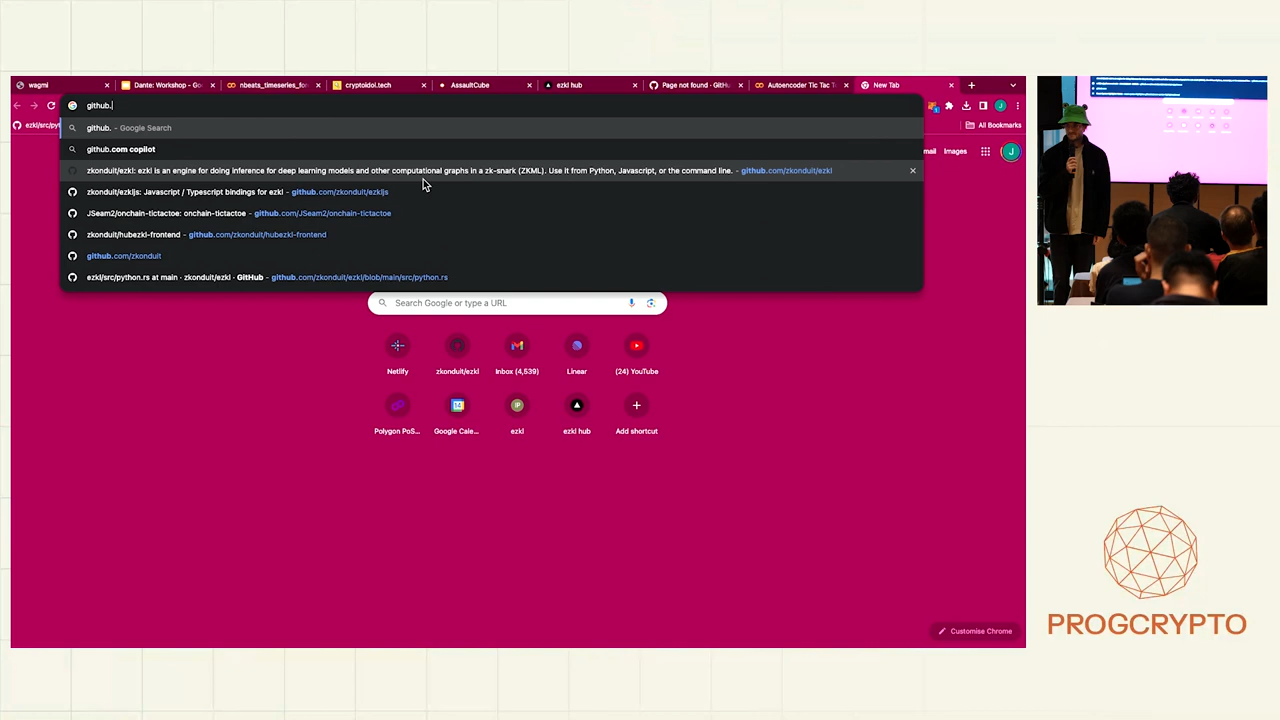 wagmi
Dante: Workshop - Go
nbeats_timeseries_for
cryptoidol.tech
AssaultCube
ezkl hub
Page not found · GitHu
Autoencoder Tic Tac T
New Tab
github.
ezkl/src/pyt
All Bookmarks
github. - Google Search
github.com copilot
zkonduit/ezkl: ezkl is an engine for doing inference for deep learning models and other computational graphs in a zk-snark (ZKML). Use it from Python, Javascript, or the command line. - github.com/zkonduit/ezkl
zkonduit/ezkljs: Javascript / Typescript bindings for ezkl - github.com/zkonduit/ezkljs
JSeam2/onchain-tictactoe: onchain-tictactoe - github.com/JSeam2/onchain-tictactoe
zkonduit/hubezkl-frontend - github.com/zkonduit/hubezkl-frontend
github.com/zkonduit
ezkl/src/python.rs at main · zkonduit/ezkl · GitHub - github.com/zkonduit/ezkl/blob/main/src/python.rs
mail
Images
J
Search Google or type a URL
Netlify
zkonduit/ezkl
Inbox (4,539)
Linear
(24) YouTube
Polygon PoS...
Google Cale...
ezkl
ezkl hub
Add shortcut
Customise Chrome
PROGCRYPTO